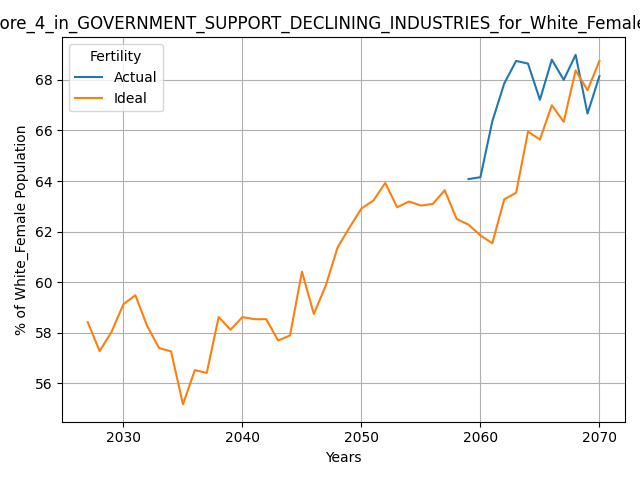 ore_4_in_GOVERNMENT_SUPPORT_DECLINING_INDUSTRIES_for_White_Female
Fertility
Actual
Ideal
% of White_Female Population
68
66
64
62
60
58
56
2030 2040 2050 2060 2070
Years